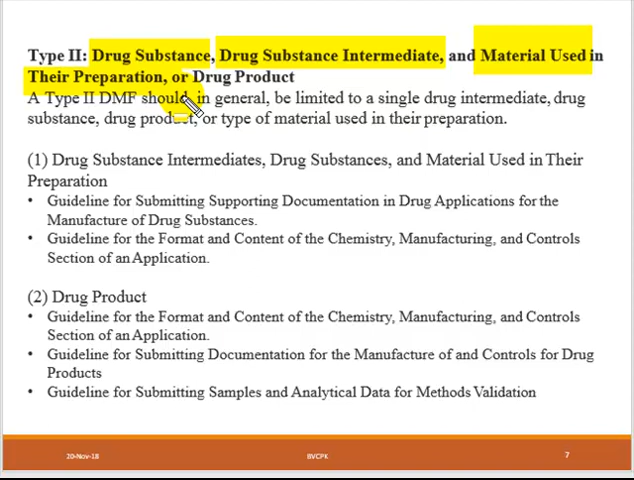 Type II: Drug Substance, Drug Substance Intermediate, and Material Used in
Their Preparation, or Drug Product
A Type II DMF should, in general, be limited to a single drug intermediate, drug
substance, drug product, or type of material used in their preparation.
(1) Drug Substance Intermediates, Drug Substances, and Material Used in Their
Preparation
• Guideline for Submitting Supporting Documentation in Drug Applications for the
Manufacture of Drug Substances.
• Guideline for the Format and Content of the Chemistry, Manufacturing, and Controls
Section of an Application.
(2) Drug Product
• Guideline for the Format and Content of the Chemistry, Manufacturing, and Controls
Section of an Application.
• Guideline for Submitting Documentation for the Manufacture of and Controls for Drug
Products
• Guideline for Submitting Samples and Analytical Data for Methods Validation
20-Nov-18 BVCPK 7